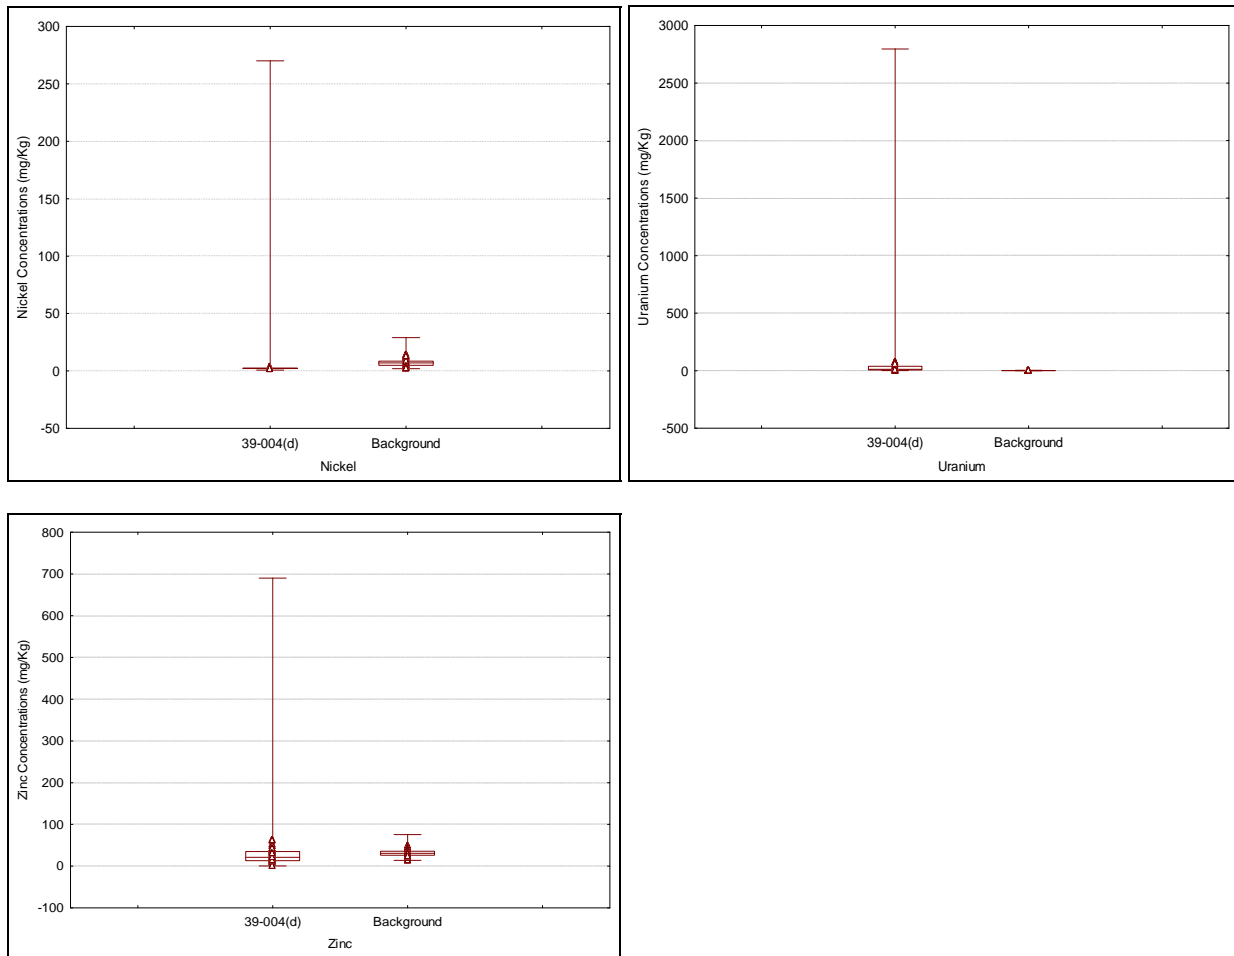 Nickel Concentrations (mg/Kg)
300
250
200
150
100
50
0
-50
39-004(d)
Background
Nickel
Uranium Concentrations (mg/Kg)
3000
2500
2000
1500
1000
500
0
-500
39-004(d)
Background
Uranium
Zinc Concentrations (mg/Kg)
800
700
600
500
400
300
200
100
0
-100
39-004(d)
Background
Zinc